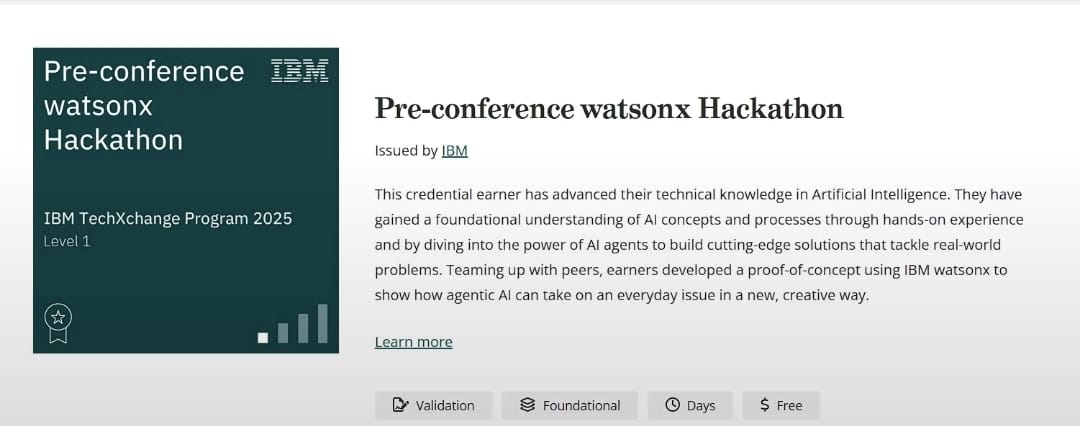 Pre-conference
watsonx
Hackathon
IBM
IBM TechXchange Program 2025
Level 1
Pre-conference watsonx Hackathon
Issued by IBM
This credential earner has advanced their technical knowledge in Artificial Intelligence. They have
gained a foundational understanding of AI concepts and processes through hands-on experience
and by diving into the power of AI agents to build cutting-edge solutions that tackle real-world
problems. Teaming up with peers, earners developed a proof-of-concept using IBM watsonx to
show how agentic AI can take on an everyday issue in a new, creative way.
Learn more
Validation
Foundational
Days
$ Free